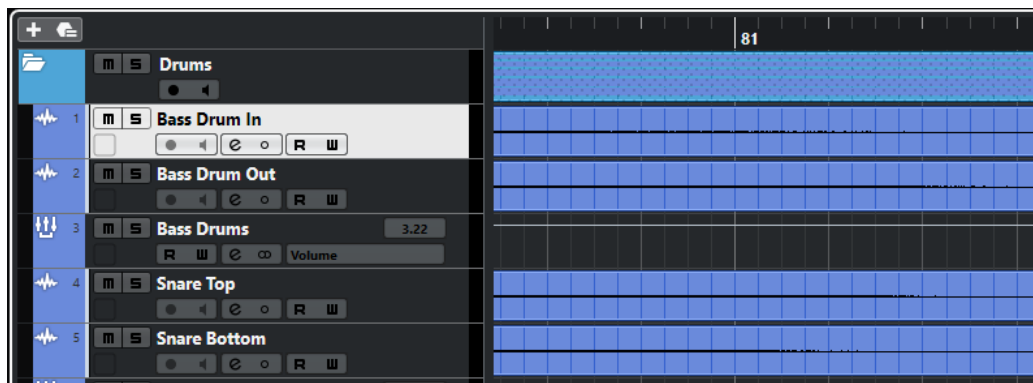 81
m S Drums
1 m S Bass Drum In
e R W
2 m S Bass Drum Out
e R W
3 m S Bass Drums 3.22
R W e Volume
4 m S Snare Top
e R W
5 m S Snare Bottom
e R W